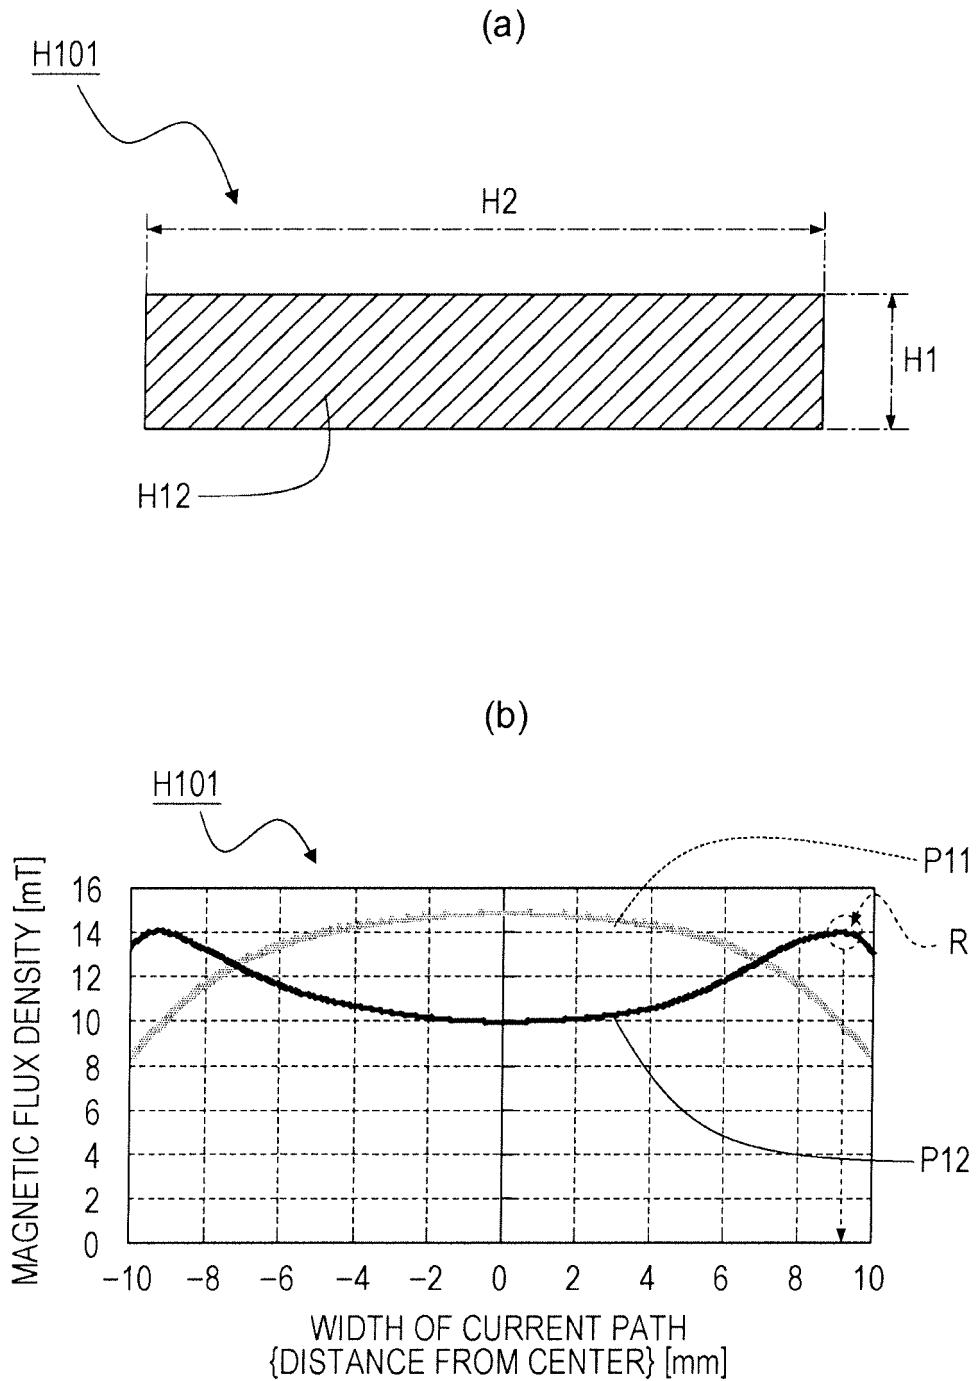 (a)
H101
H2
H1
H12
(b)
H101
P11
R
P12
MAGNETIC FLUX DENSITY [mT]
16
14
12
10
8
6
4
2
0
−10 −8 −6 −4 −2 0 2 4 6 8 10
WIDTH OF CURRENT PATH
{DISTANCE FROM CENTER} [mm]